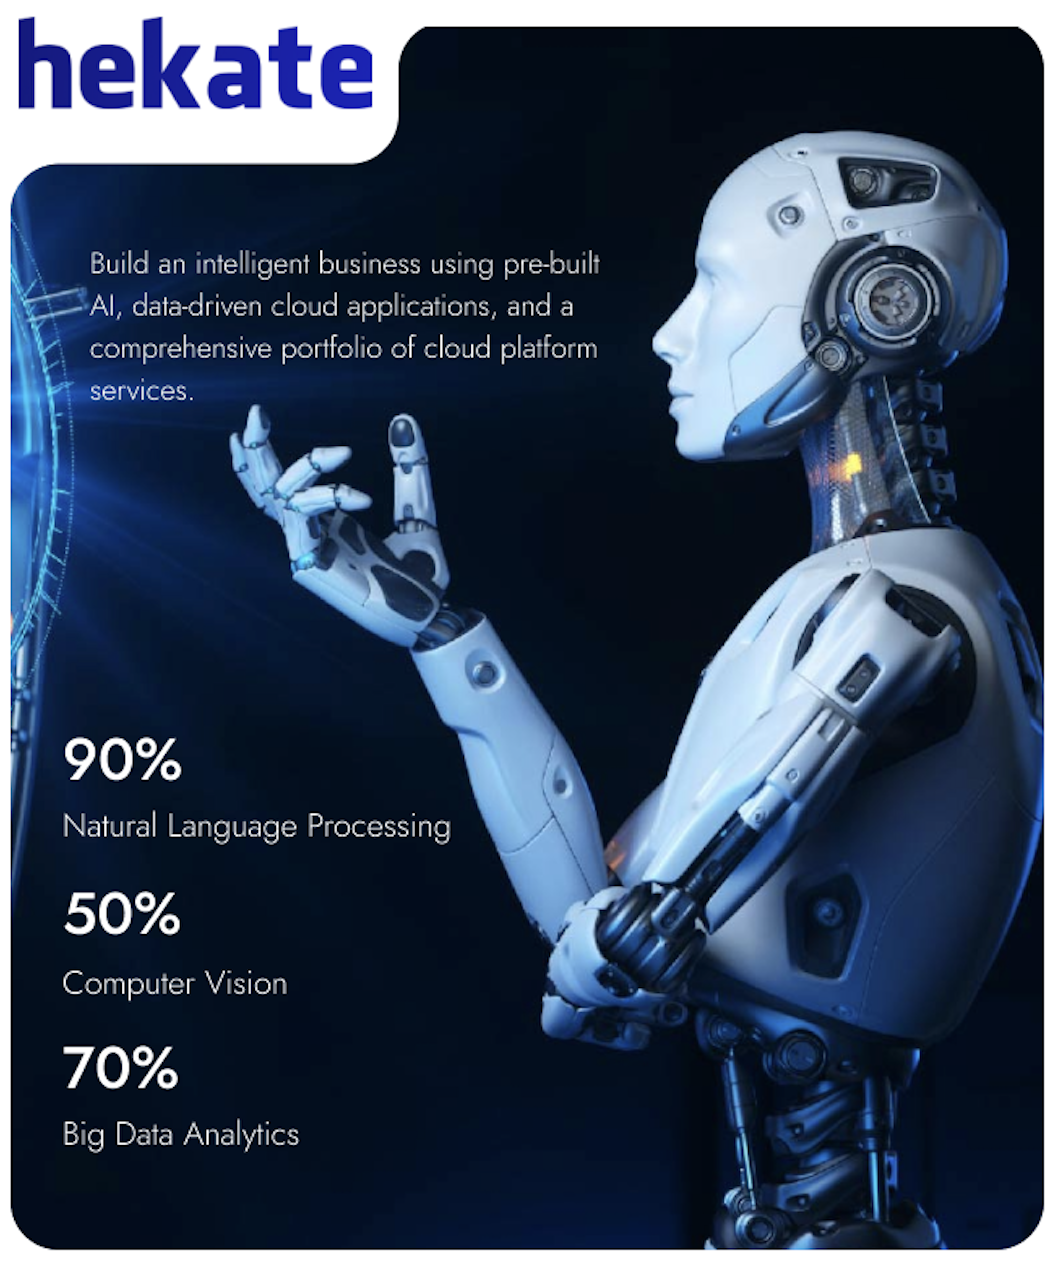 hekate
Build an intelligent business using pre-built
AI, data-driven cloud applications, and a
comprehensive portfolio of cloud platform
services.
90%
Natural Language Processing
50%
Computer Vision
70%
Big Data Analytics